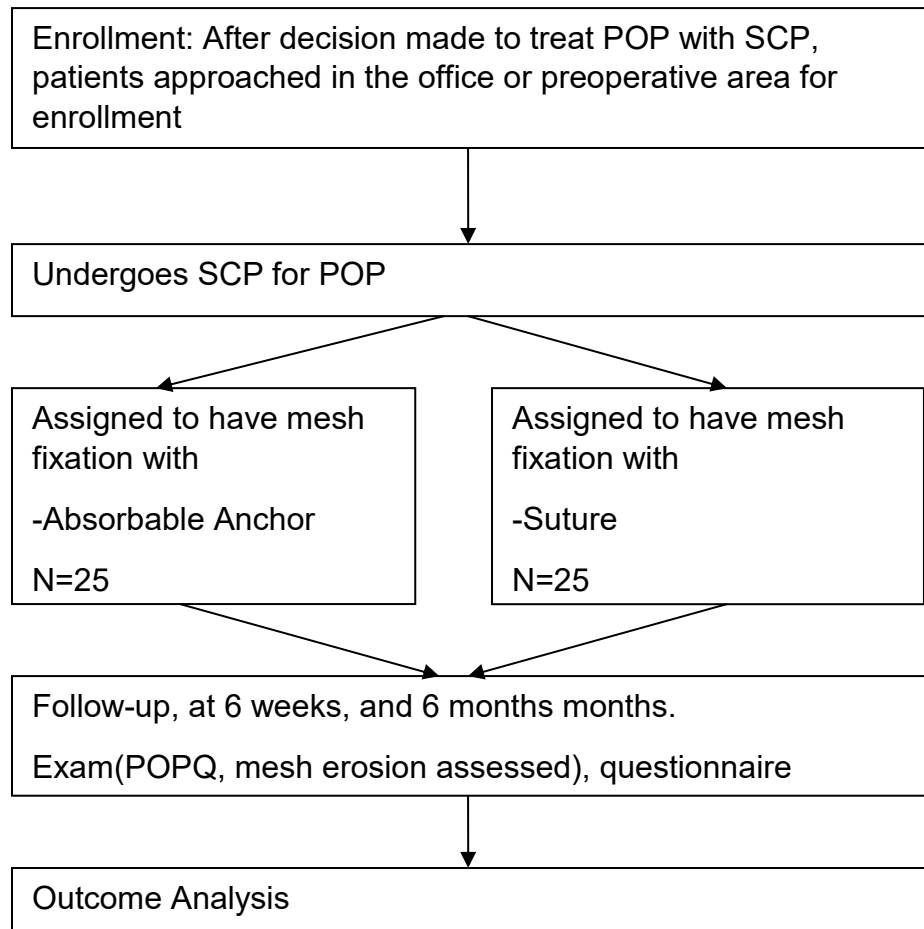 Enrollment: After decision made to treat POP with SCP,
patients approached in the office or preoperative area for
enrollment
Undergoes SCP for POP
Assigned to have mesh
fixation with
-Absorbable Anchor
N=25
Assigned to have mesh
fixation with
-Suture
N=25
Follow-up, at 6 weeks, and 6 months months.
Exam(POPQ, mesh erosion assessed), questionnaire
Outcome Analysis